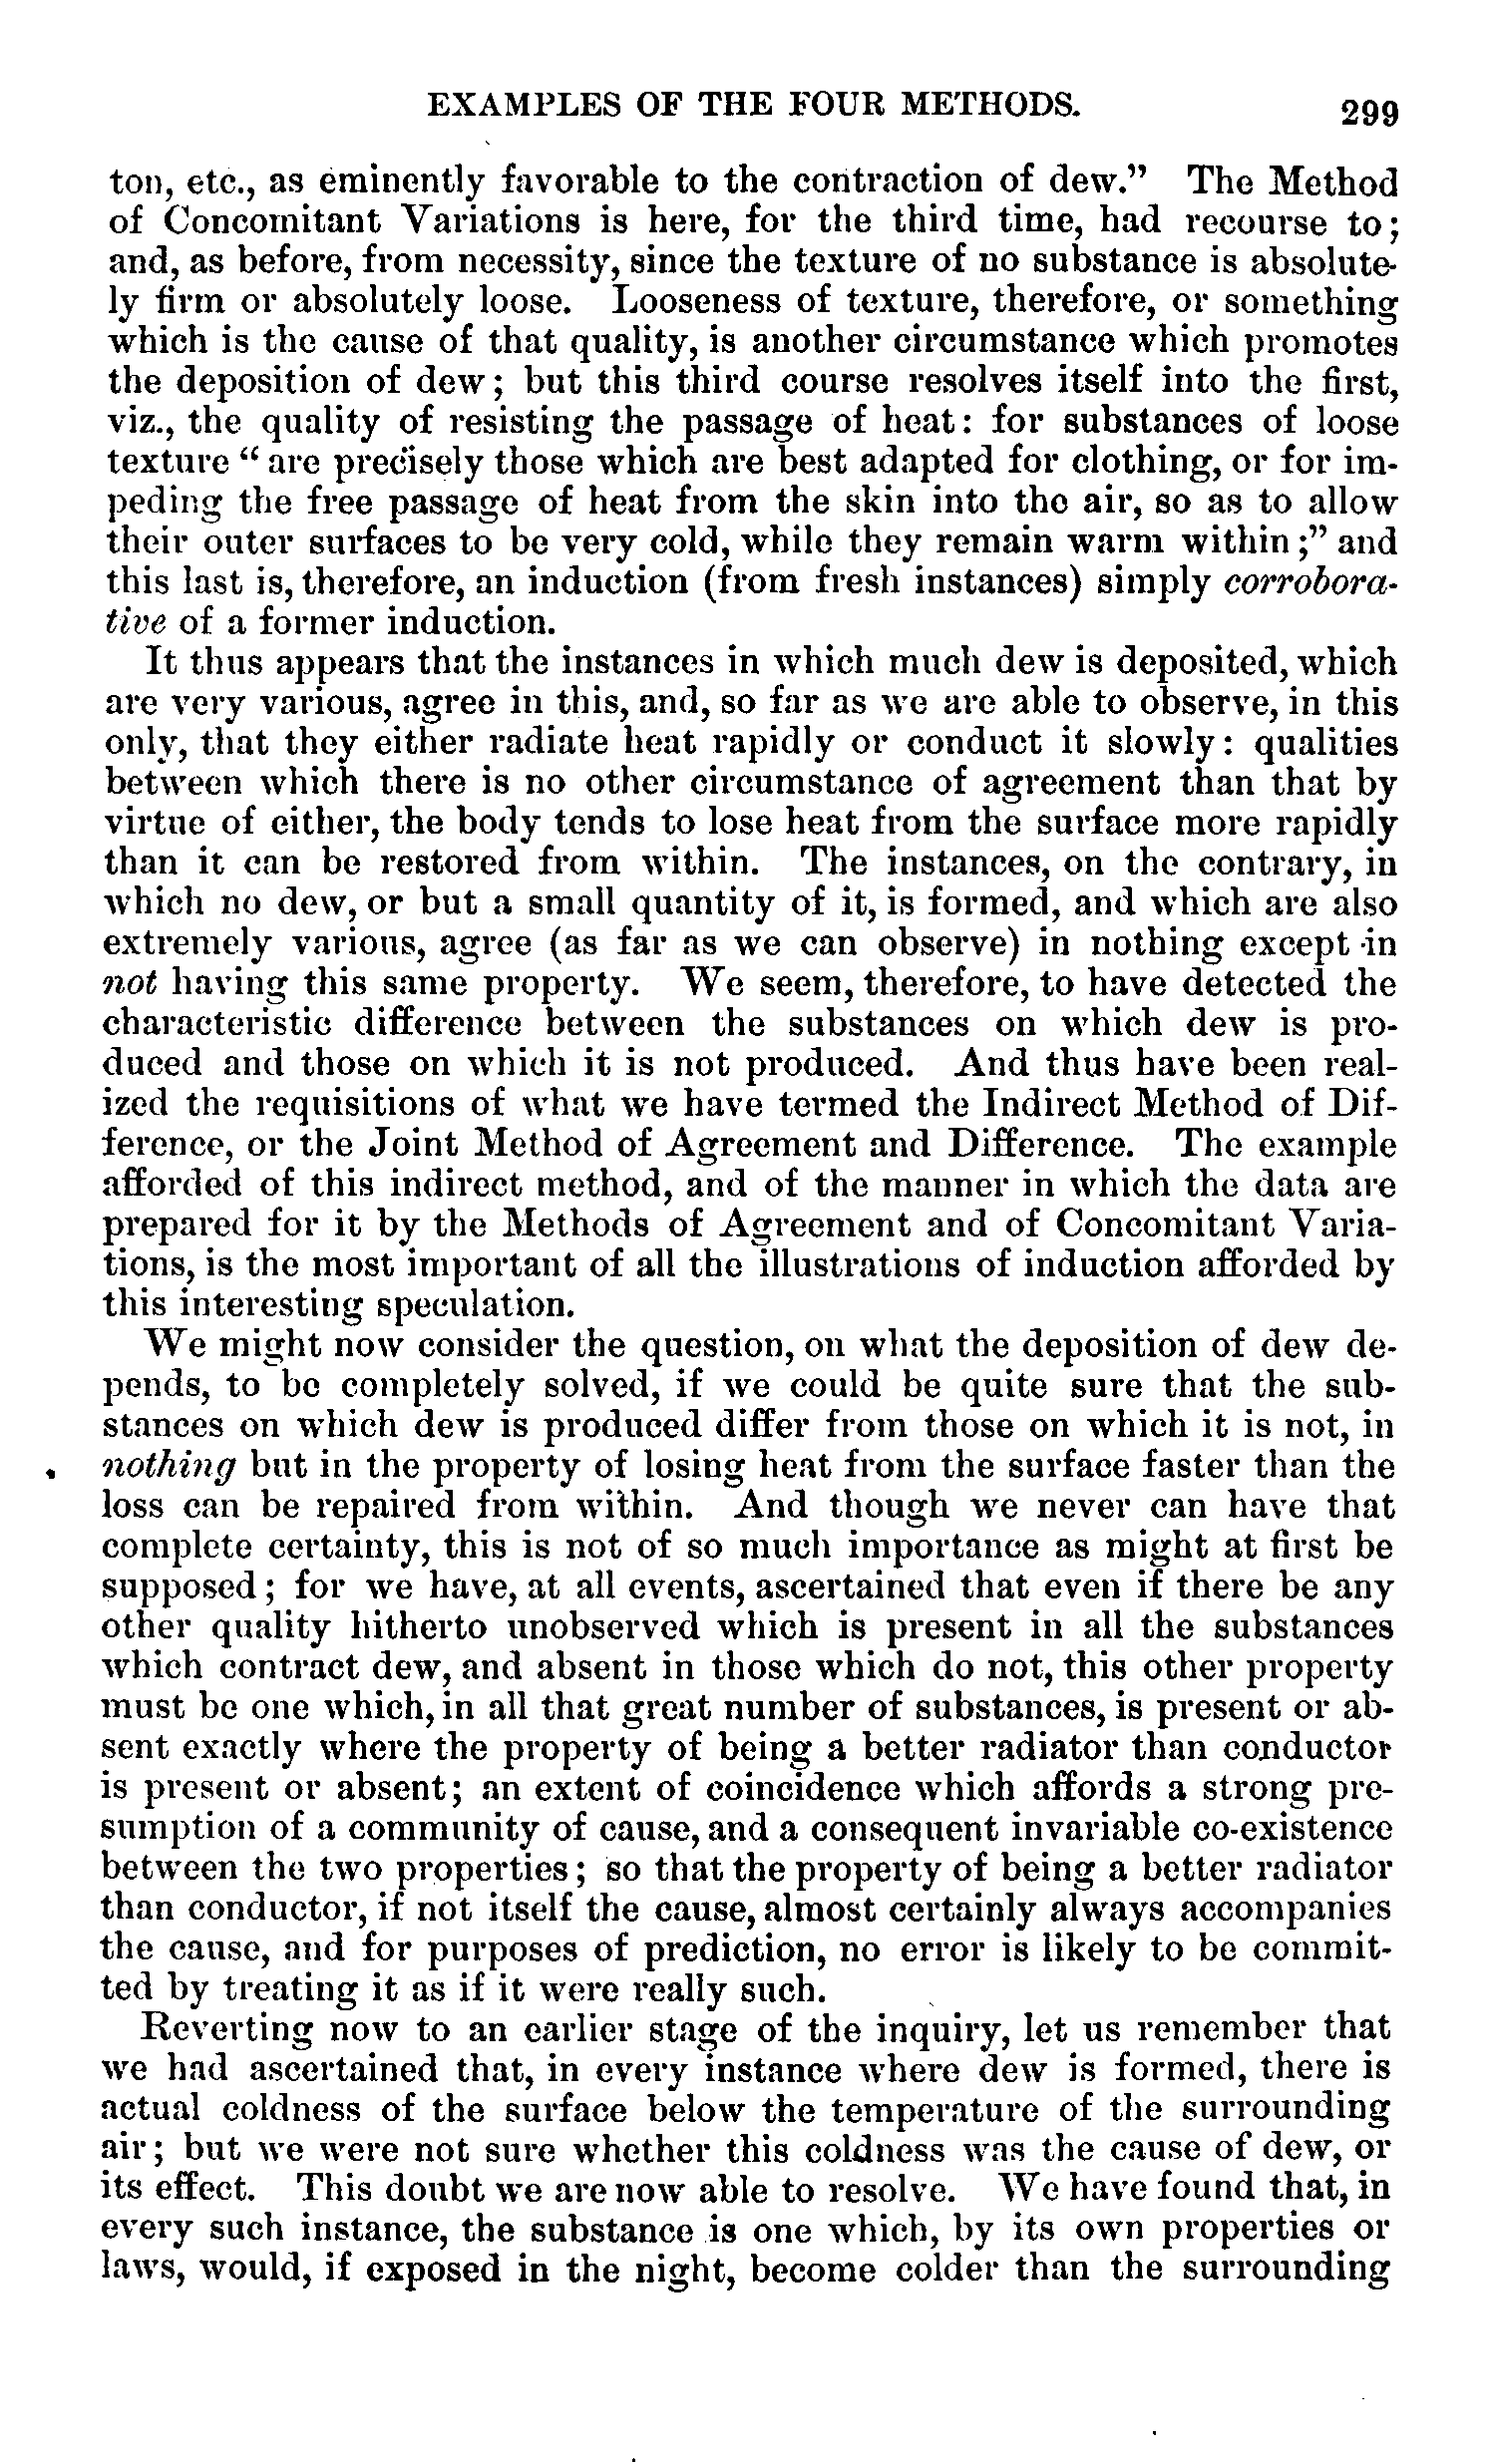 EXAMPLES OF THE FOUR METHODS. 299
ton, etc., as eminently favorable to the contraction of dew." The Method
of Concomitant Variations is here, for the third time, had recourse to;
and, as before, from necessity, since the texture of no substance is absolute-
ly firm or absolutely loose. Looseness of texture, therefore, or something
which is the cause of that quality, is another circumstance which promotes
the deposition of dew; but this third course resolves itself into the first,
viz., the quality of resisting the passage of heat: for substances of loose
texture "are precisely those which are best adapted for clothing, or for im-
peding the free passage of heat from the skin into the air, so as to allow
their outer surfaces to be very cold, while they remain warm within;" and
this last is, therefore, an induction (from fresh instances) simply corrobora-
tive of a former induction.
It thus appears that the instances in which much dew is deposited, which
are very various, agree in this, and, so far as we are able to observe, in this
only, that they either radiate heat rapidly or conduct it slowly: qualities
between which there is no other circumstance of agreement than that by
virtue of either, the body tends to lose heat from the surface more rapidly
than it can be restored from within. The instances, on the contrary, in
which no dew, or but a small quantity of it, is formed, and which are also
extremely various, agree (as far as we can observe) in nothing except in
not having this same property. We seem, therefore, to have detected the
characteristic difference between the substances on which dew is pro-
duced and those on which it is not produced. And thus have been real-
ized the requisitions of what we have termed the Indirect Method of Dif-
ference, or the Joint Method of Agreement and Difference. The example
afforded of this indirect method, and of the manner in which the data are
prepared for it by the Methods of Agreement and of Concomitant Varia-
tions, is the most important of all the illustrations of induction afforded by
this interesting speculation.
We might now consider the question, on what the deposition of dew de-
pends, to be completely solved, if we could be quite sure that the sub-
stances on which dew is produced differ from those on which it is not, in
nothing but in the property of losing heat from the surface faster than the
loss can be repaired from within. And though we never can have that
complete certainty, this is not of so much importance as might at first be
supposed; for we have, at all events, ascertained that even if there be any
other quality hitherto unobserved which is present in all the substances
which contract dew, and absent in those which do not, this other property
must be one which, in all that great number of substances, is present or ab-
sent exactly where the property of being a better radiator than conductor
is present or absent; an extent of coincidence which affords a strong pre-
sumption of a community of cause, and a consequent invariable co-existence
between the two properties; so that the property of being a better radiator
than conductor, if not itself the cause, almost certainly always accompanies
the cause, and for purposes of prediction, no error is likely to be commit-
ted by treating it as if it were really such.
Reverting now to an earlier stage of the inquiry, let us remember that
we had ascertained that, in every instance where dew is formed, there is
actual coldness of the surface below the temperature of the surrounding
air; but we were not sure whether this coldness was the cause of dew, or
its effect. This doubt we are now able to resolve. We have found that, in
every such instance, the substance is one which, by its own properties or
laws, would, if exposed in the night, become colder than the surrounding